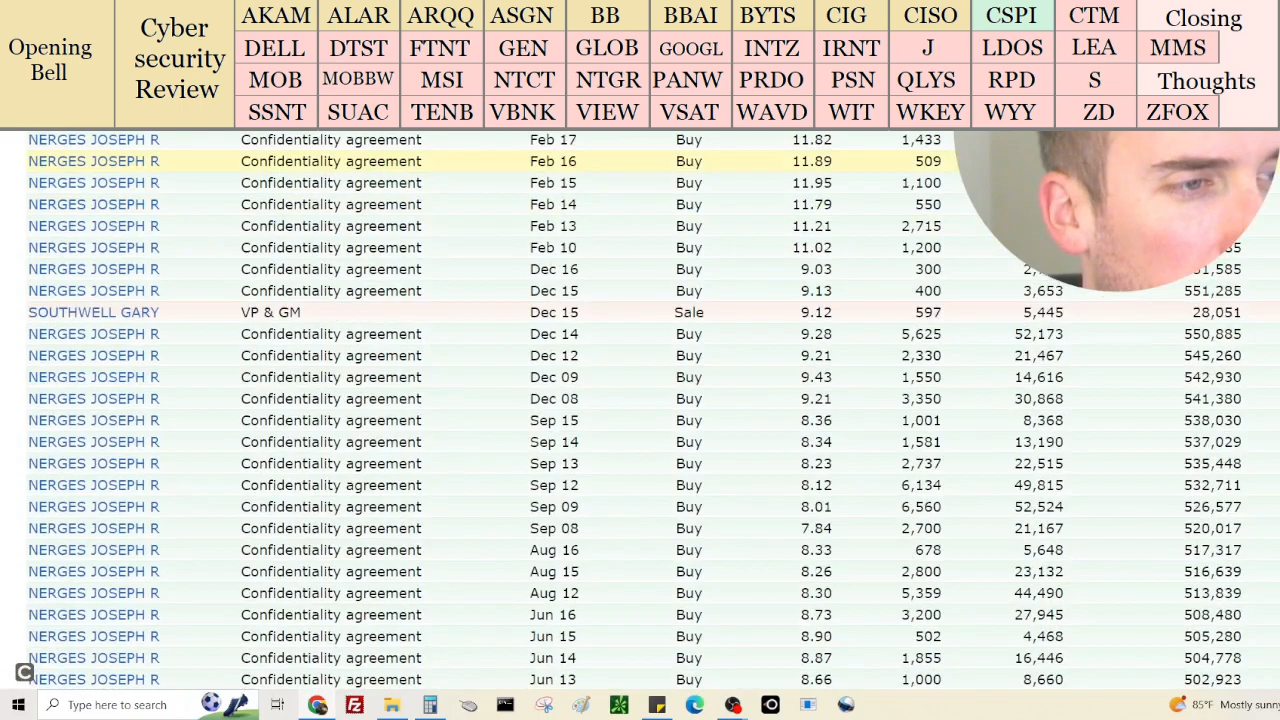 Opening Bell
Cyber security Review
AKAM ALAR ARQQ ASGN BB BBAI BYTS CIG CISO CSPI CTM
DELL DTST FTNT GEN GLOB GOOGL INTZ IRNT J LDOS LEA MMS
MOB MOBBW MSI NTCT NTGR PANW PRDO PSN QLYS RPD S
SSNT SUAC TENB VBNK VIEW VSAT WAVD WIT WKEY WYY ZD ZFOX
Closing
Thoughts
NERGES JOSEPH R Confidentiality agreement Feb 17 Buy 11.82 1,433
NERGES JOSEPH R Confidentiality agreement Feb 16 Buy 11.89 509
NERGES JOSEPH R Confidentiality agreement Feb 15 Buy 11.95 1,100
NERGES JOSEPH R Confidentiality agreement Feb 14 Buy 11.79 550
NERGES JOSEPH R Confidentiality agreement Feb 13 Buy 11.21 2,715
NERGES JOSEPH R Confidentiality agreement Feb 10 Buy 11.02 1,200
NERGES JOSEPH R Confidentiality agreement Dec 16 Buy 9.03 300
NERGES JOSEPH R Confidentiality agreement Dec 15 Buy 9.13 400 3,653 551,285
SOUTHWELL GARY VP & GM Dec 15 Sale 9.12 597 5,445 28,051
NERGES JOSEPH R Confidentiality agreement Dec 14 Buy 9.28 5,625 52,173 550,885
NERGES JOSEPH R Confidentiality agreement Dec 12 Buy 9.21 2,330 21,467 545,260
NERGES JOSEPH R Confidentiality agreement Dec 09 Buy 9.43 1,550 14,616 542,930
NERGES JOSEPH R Confidentiality agreement Dec 08 Buy 9.21 3,350 30,868 541,380
NERGES JOSEPH R Confidentiality agreement Sep 15 Buy 8.36 1,001 8,368 538,030
NERGES JOSEPH R Confidentiality agreement Sep 14 Buy 8.34 1,581 13,190 537,029
NERGES JOSEPH R Confidentiality agreement Sep 13 Buy 8.23 2,737 22,515 535,448
NERGES JOSEPH R Confidentiality agreement Sep 12 Buy 8.12 6,134 49,815 532,711
NERGES JOSEPH R Confidentiality agreement Sep 09 Buy 8.01 6,560 52,524 526,577
NERGES JOSEPH R Confidentiality agreement Sep 08 Buy 7.84 2,700 21,167 520,017
NERGES JOSEPH R Confidentiality agreement Aug 16 Buy 8.33 678 5,648 517,317
NERGES JOSEPH R Confidentiality agreement Aug 15 Buy 8.26 2,800 23,132 516,639
NERGES JOSEPH R Confidentiality agreement Aug 12 Buy 8.30 5,359 44,490 513,839
NERGES JOSEPH R Confidentiality agreement Jun 16 Buy 8.73 3,200 27,945 508,480
NERGES JOSEPH R Confidentiality agreement Jun 15 Buy 8.90 502 4,468 505,280
NERGES JOSEPH R Confidentiality agreement Jun 14 Buy 8.87 1,855 16,446 504,778
NERGES JOSEPH R Confidentiality agreement Jun 13 Buy 8.66 1,000 8,660 502,923
Type here to search 85°F Mostly sunny